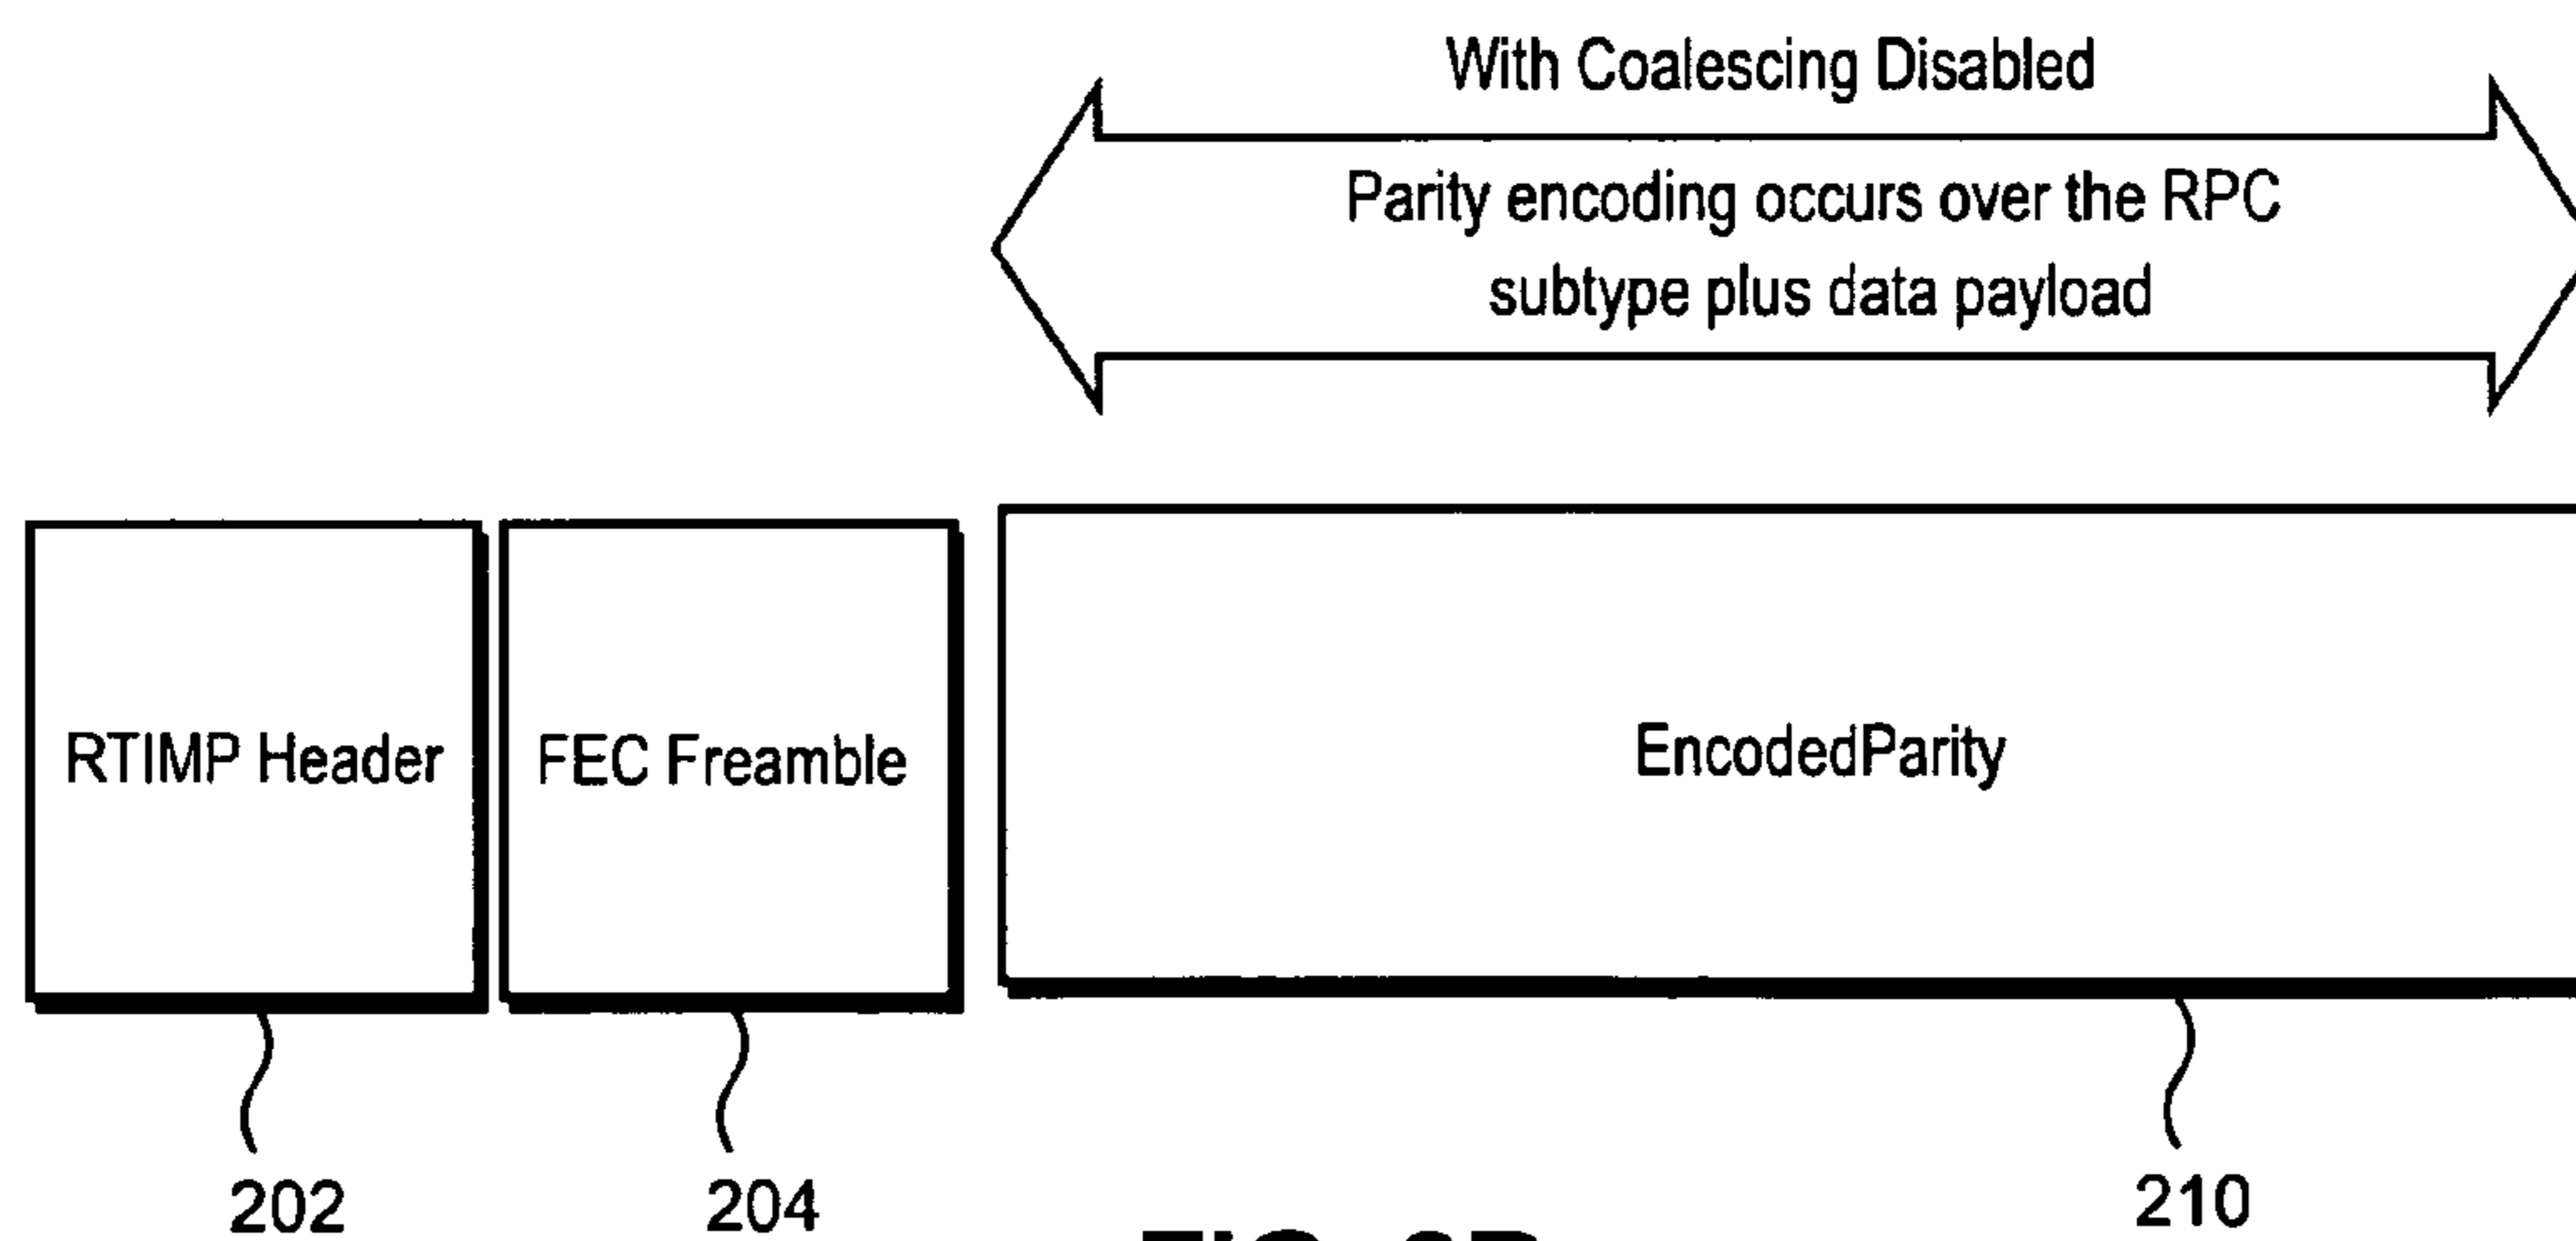 With Coalescing Disabled
Parity encoding occurs over the RPC
subtype plus data payload
RTIMP Header
FEC Freamble
EncodedParity
202
204
210